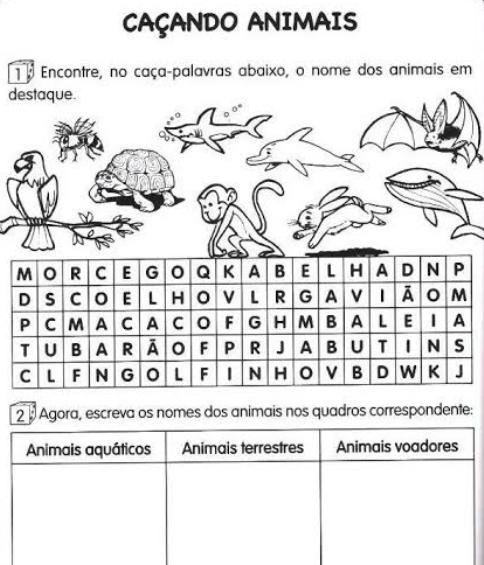 CAÇANDO ANIMAIS
1 Encontre, no caça-palavras abaixo, o nome dos animais em
destaque.
M O R C E G O Q K A B E L H A D N P
D S C O E L H O V L R G A V I Ã O M
P C M A C A C O F G H M B A L E I A
T U B A R Ã O F P R J A B U T I N S
C L F N G O L F I N H O V B D W K J
2 Agora, escreva os nomes dos animais nos quadros correspondente:
Animais aquáticos Animais terrestres Animais voadores